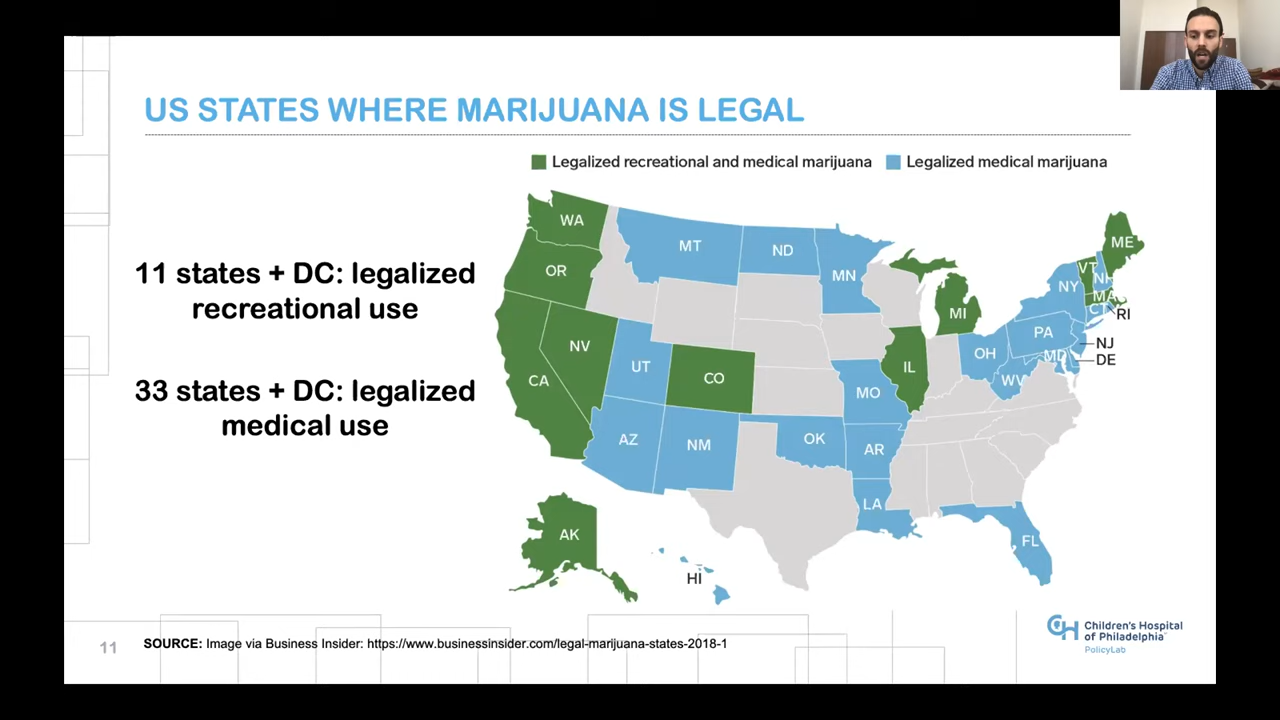 US STATES WHERE MARIJUANA IS LEGAL
Legalized recreational and medical marijuana
Legalized medical marijuana
11 states + DC: legalized
recreational use
33 states + DC: legalized
medical use
WA
OR
CA
NV
MT
ND
MN
UT
CO
AZ
NM
OK
MO
AR
LA
IL
MI
OH
WV
PA
NY
VT
NH
ME
MA
CT
RI
NJ
DE
MD
FL
AK
HI
11
SOURCE: Image via Business Insider: https://www.businessinsider.com/legal-marijuana-states-2018-1
CH
Children's Hospital
of Philadelphia
PolicyLab